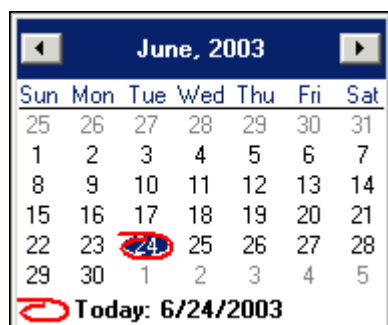 June, 2003
Sun Mon Tue Wed Thu Fri Sat
25 26 27 28 29 30 31
1 2 3 4 5 6 7
8 9 10 11 12 13 14
15 16 17 18 19 20 21
22 23 24 25 26 27 28
29 30 1 2 3 4 5
Today: 6/24/2003